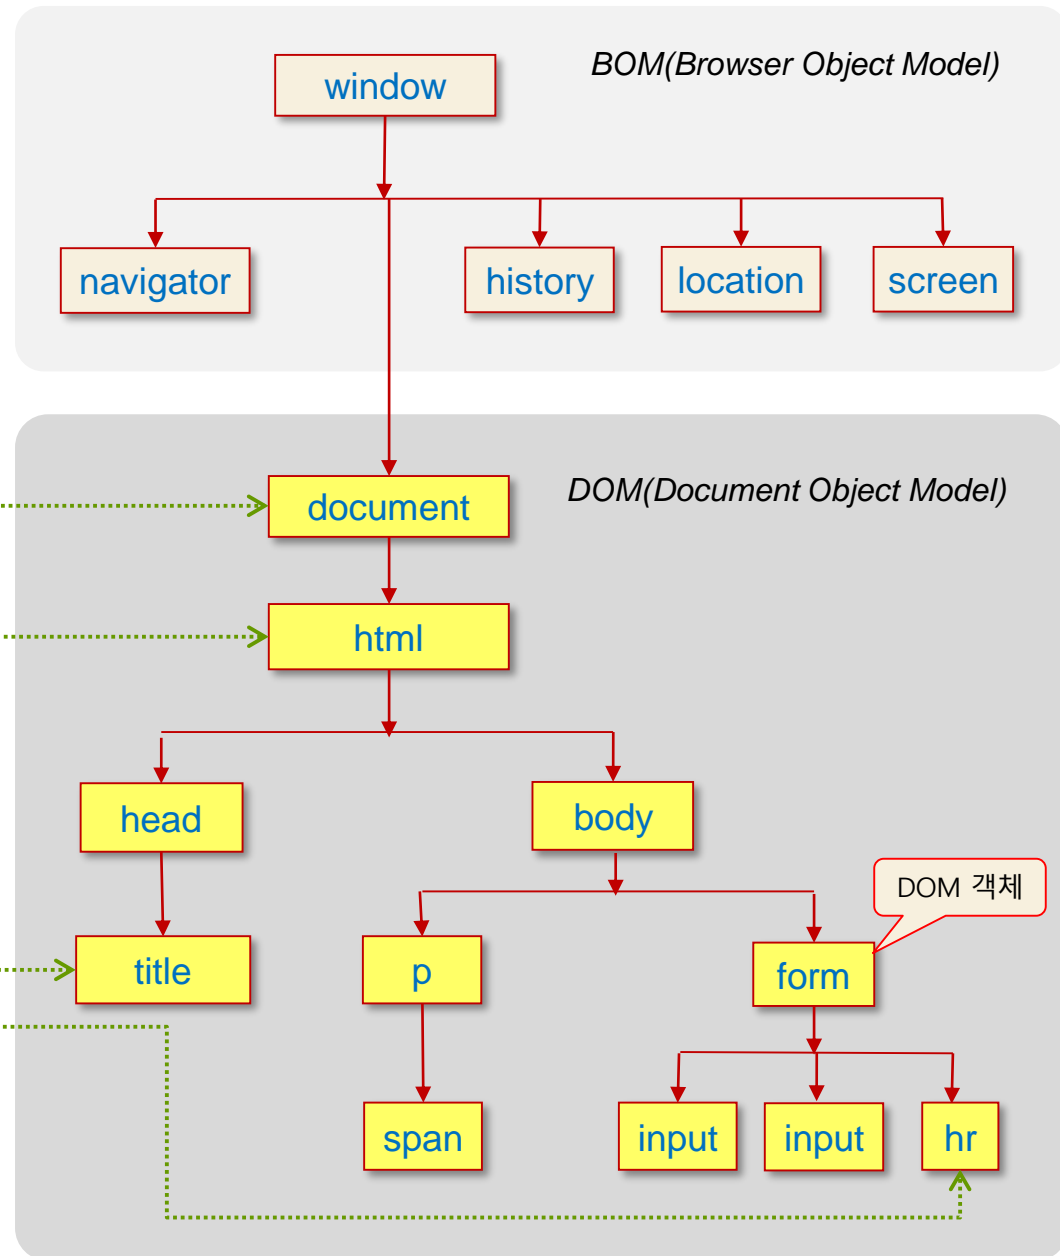 BOM(Browser Object Model)
window
navigator
history
location
screen
DOM(Document Object Model)
document
html
head
body
DOM 객체
title
p
form
span
input
input
hr